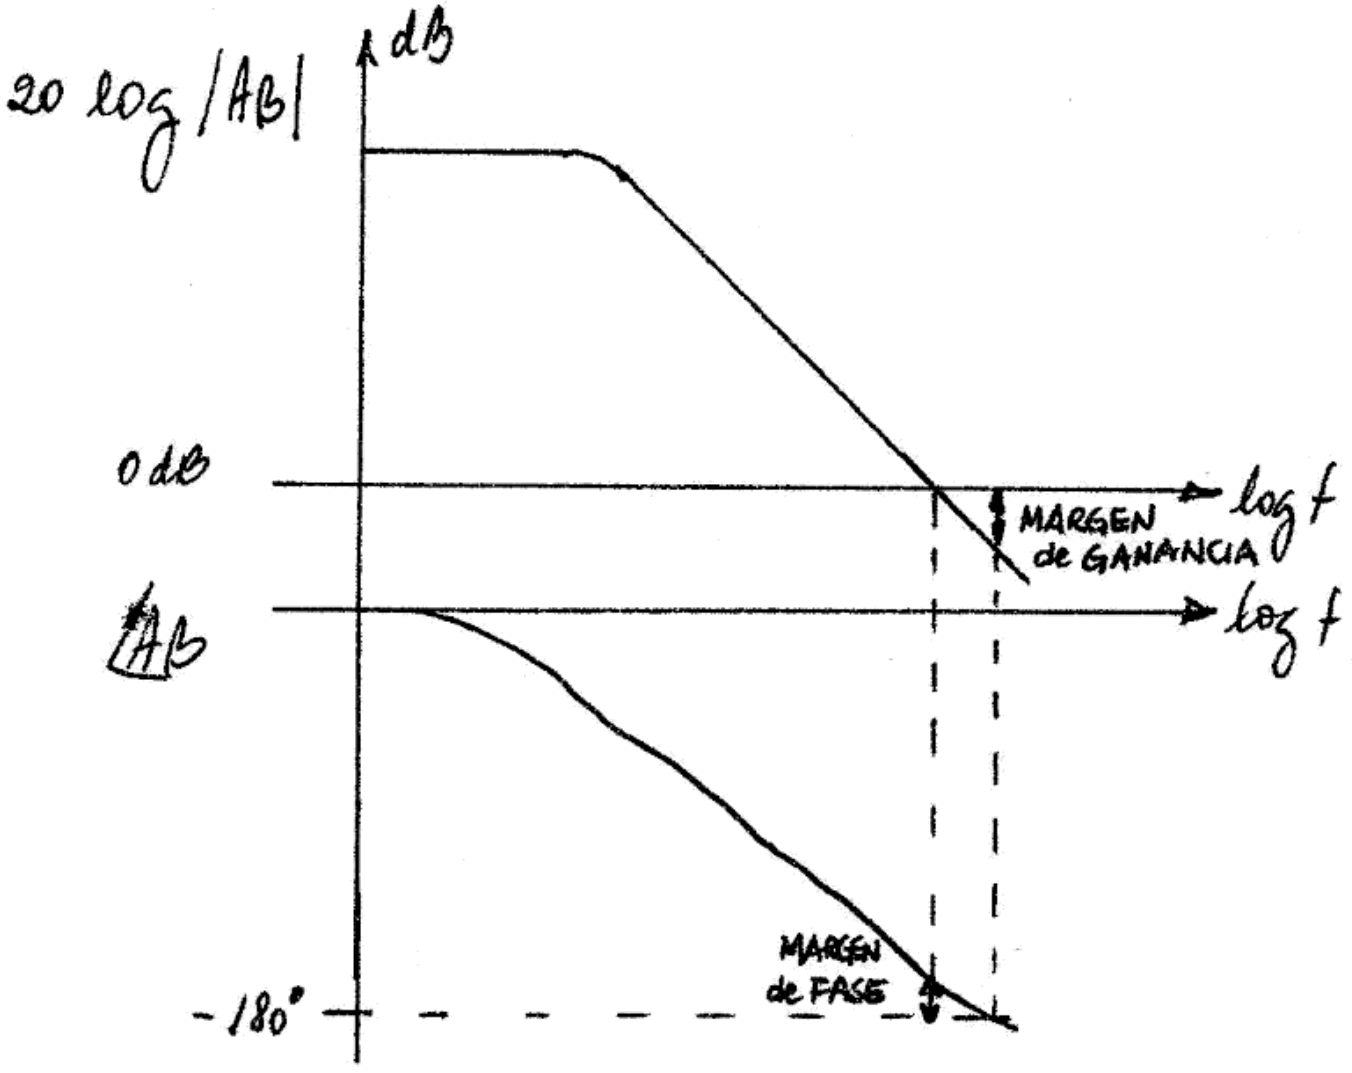 dB
20 log |AB|
0 dB
log f
MARGEN
de GANANCIA
log f
∠AB
MARGEN
de FASE
-180°